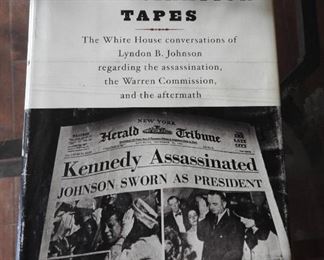 TAPES
The White House conversations of
Lyndon B. Johnson
regarding the assassination,
the Warren Commission,
and the aftermath
NEW YORK
Herald Tribune
Kennedy Assassinated
JOHNSON SWORN AS PRESIDENT